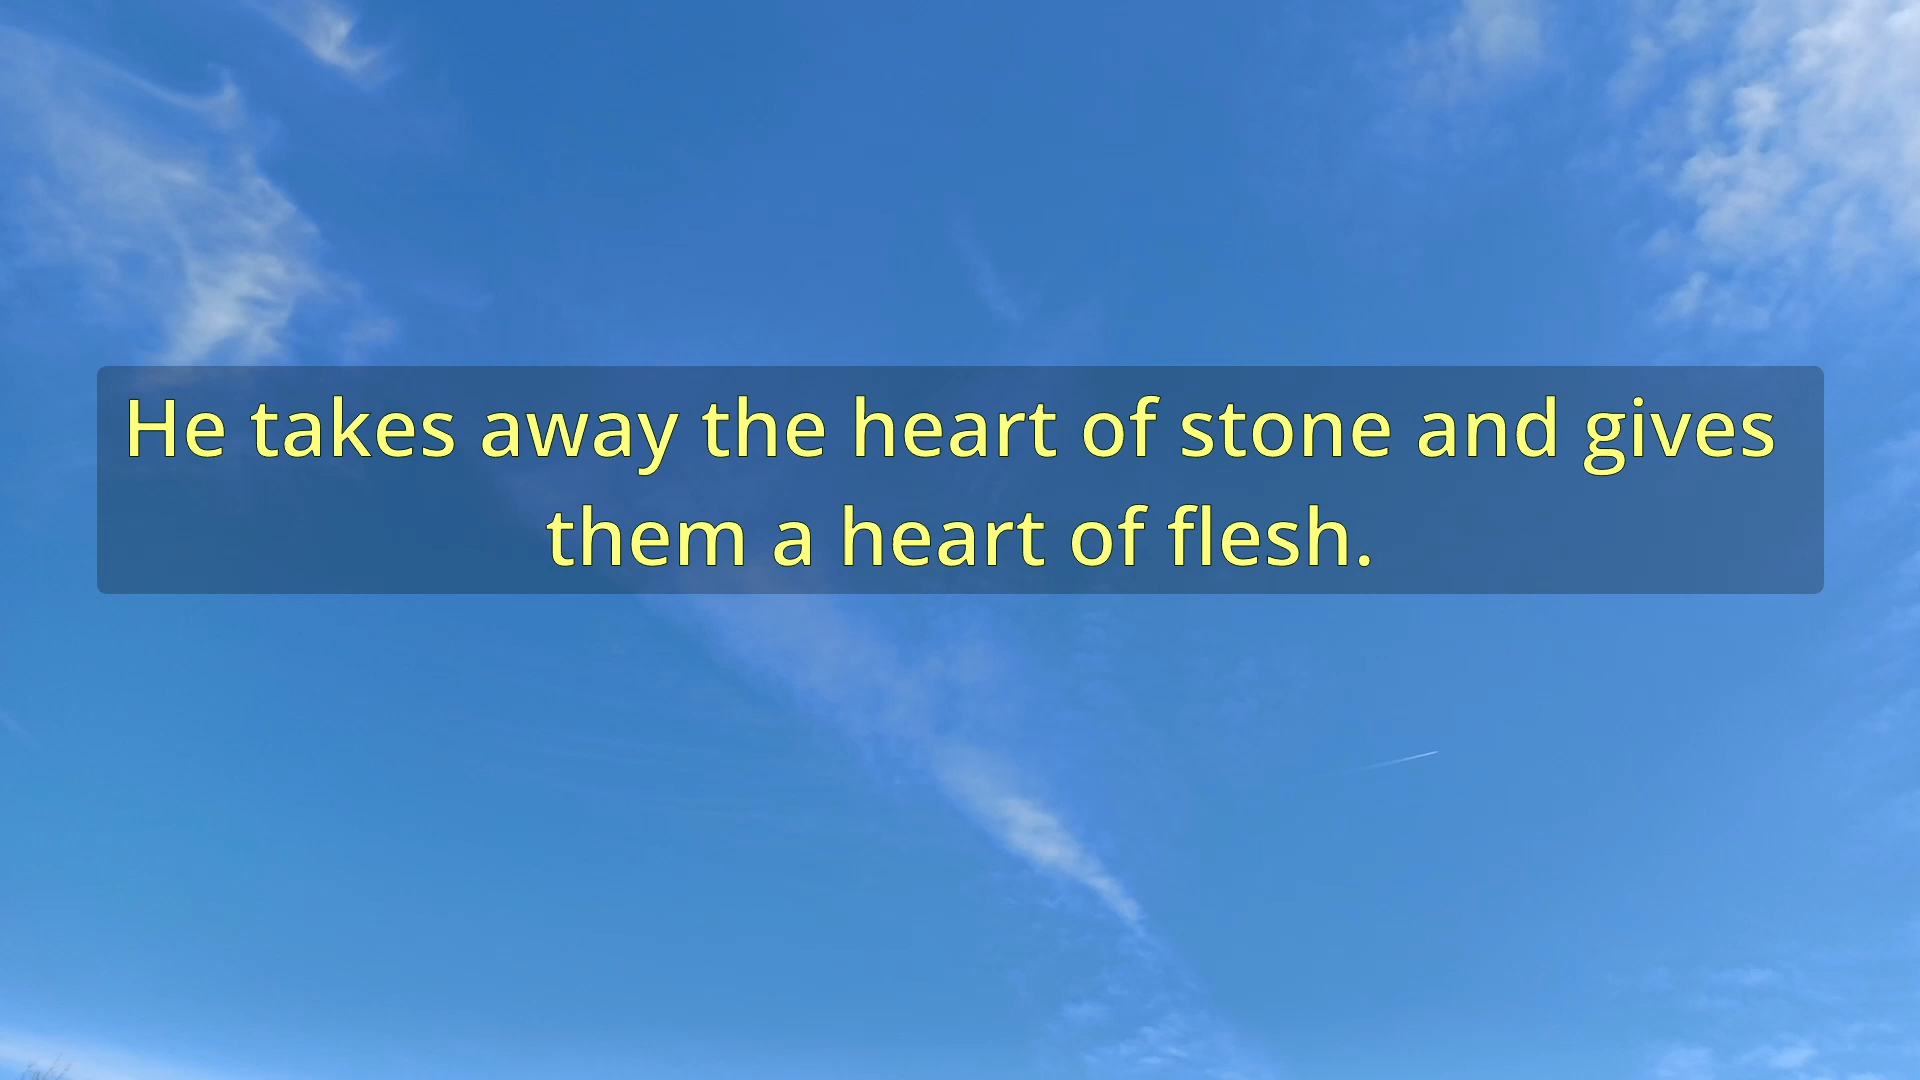 He takes away the heart of stone and gives
them a heart of flesh.